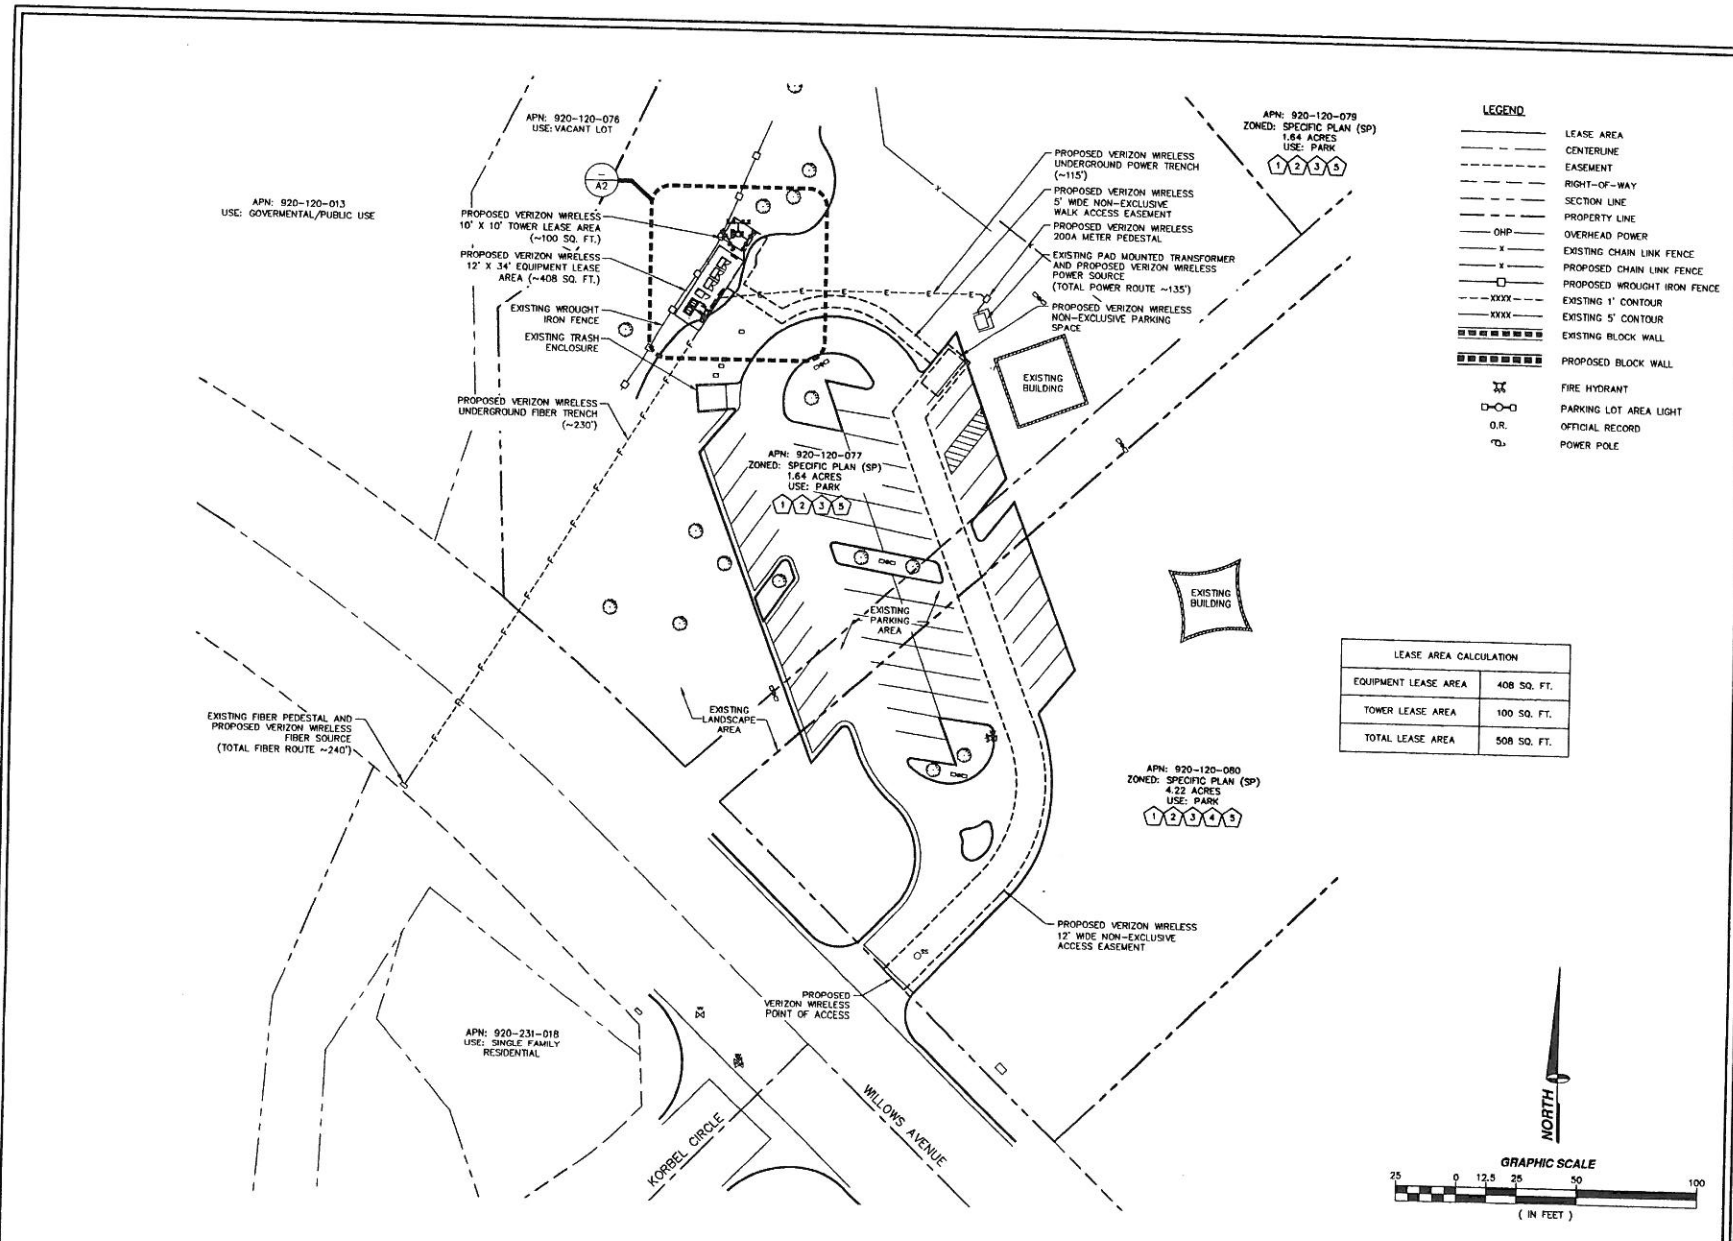 APN: 920-120-076
USE: VACANT LOT
A2
APN: 920-120-013
USE: GOVERMENTAL/PUBLIC USE
PROPOSED VERIZON WIRELESS
10' X 10' TOWER LEASE AREA
(~100 SQ. FT.)
PROPOSED VERIZON WIRELESS
12' X 34' EQUIPMENT LEASE
AREA (~408 SQ. FT.)
EXISTING WROUGHT
IRON FENCE
EXISTING TRASH
ENCLOSURE
PROPOSED VERIZON WIRELESS
UNDERGROUND FIBER TRENCH
(~230')
PROPOSED VERIZON WIRELESS
UNDERGROUND POWER TRENCH
(~115')
PROPOSED VERIZON WIRELESS
5' WIDE NON-EXCLUSIVE
WALK ACCESS EASEMENT
PROPOSED VERIZON WIRELESS
200A METER PEDESTAL
EXISTING PAD MOUNTED TRANSFORMER
AND PROPOSED VERIZON WIRELESS
POWER SOURCE
(TOTAL POWER ROUTE ~135')
PROPOSED VERIZON WIRELESS
NON-EXCLUSIVE PARKING
SPACE
APN: 920-120-079
ZONED: SPECIFIC PLAN (SP)
1.64 ACRES
USE: PARK
1 2 3 5
EXISTING
BUILDING
APN: 920-120-077
ZONED: SPECIFIC PLAN (SP)
1.64 ACRES
USE: PARK
1 2 3 5
EXISTING
PARKING
AREA
EXISTING
BUILDING
EXISTING
LANDSCAPE
AREA
EXISTING FIBER PEDESTAL AND
PROPOSED VERIZON WIRELESS
FIBER SOURCE
(TOTAL FIBER ROUTE ~240')
APN: 920-120-080
ZONED: SPECIFIC PLAN (SP)
4.22 ACRES
USE: PARK
1 2 3 4 5
PROPOSED VERIZON WIRELESS
12' WIDE NON-EXCLUSIVE
ACCESS EASEMENT
PROPOSED
VERIZON WIRELESS
POINT OF ACCESS
APN: 920-231-018
USE: SINGLE FAMILY
RESIDENTIAL
KORBEL CIRCLE
WILLOWS AVENUE
LEGEND
LEASE AREA
CENTERLINE
EASEMENT
RIGHT-OF-WAY
SECTION LINE
PROPERTY LINE
OHP OVERHEAD POWER
x EXISTING CHAIN LINK FENCE
x PROPOSED CHAIN LINK FENCE
PROPOSED WROUGHT IRON FENCE
XXXX EXISTING 1' CONTOUR
XXXX EXISTING 5' CONTOUR
EXISTING BLOCK WALL
PROPOSED BLOCK WALL
FIRE HYDRANT
PARKING LOT AREA LIGHT
O.R. OFFICIAL RECORD
POWER POLE
LEASE AREA CALCULATION
EQUIPMENT LEASE AREA 408 SQ. FT.
TOWER LEASE AREA 100 SQ. FT.
TOTAL LEASE AREA 508 SQ. FT.
NORTH
GRAPHIC SCALE
25 0 12.5 25 50 100
( IN FEET )